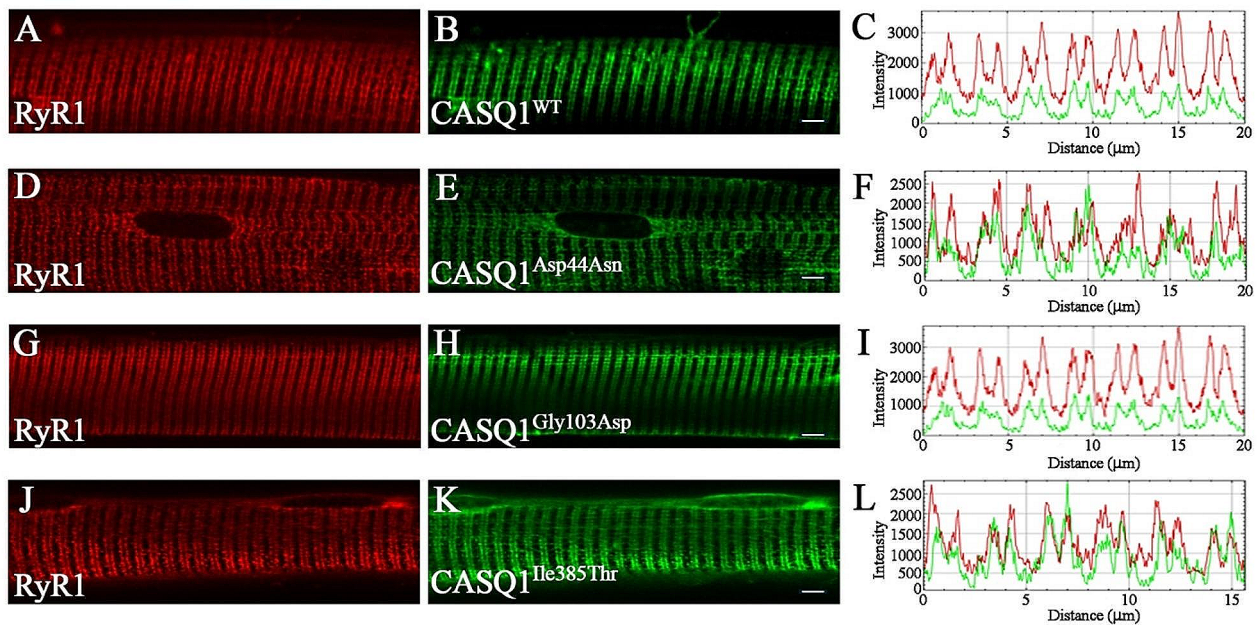 A
RyR1
B
CASQ1WT
C
Intensity
3000
2000
1000
0
0 5 10 15 20
Distance (μm)
D
RyR1
E
CASQ1Asp44Asn
F
Intensity
2500
2000
1500
1000
500
0
0 5 10 15 20
Distance (μm)
G
RyR1
H
CASQ1Gly103Asp
I
Intensity
3000
2000
1000
0
0 5 10 15 20
Distance (μm)
J
RyR1
K
CASQ1Ile385Thr
L
Intensity
2500
2000
1500
1000
500
0
0 5 10 15
Distance (μm)